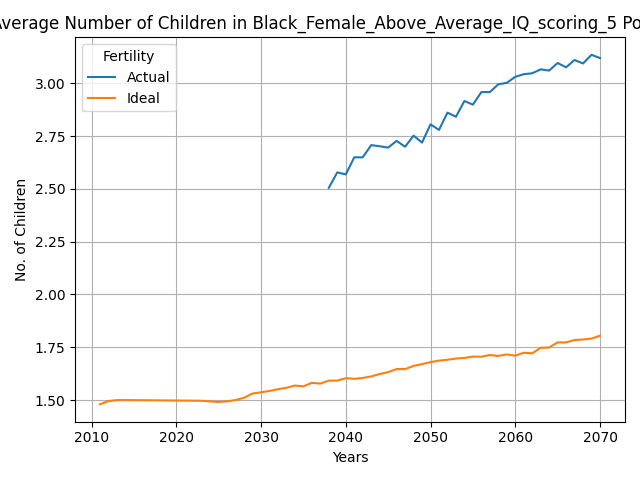 Average Number of Children in Black_Female_Above_Average_IQ_scoring_5 Po
Fertility
Actual
Ideal
3.00
2.75
2.50
2.25
2.00
1.75
1.50
No. of Children
2010 2020 2030 2040 2050 2060 2070
Years